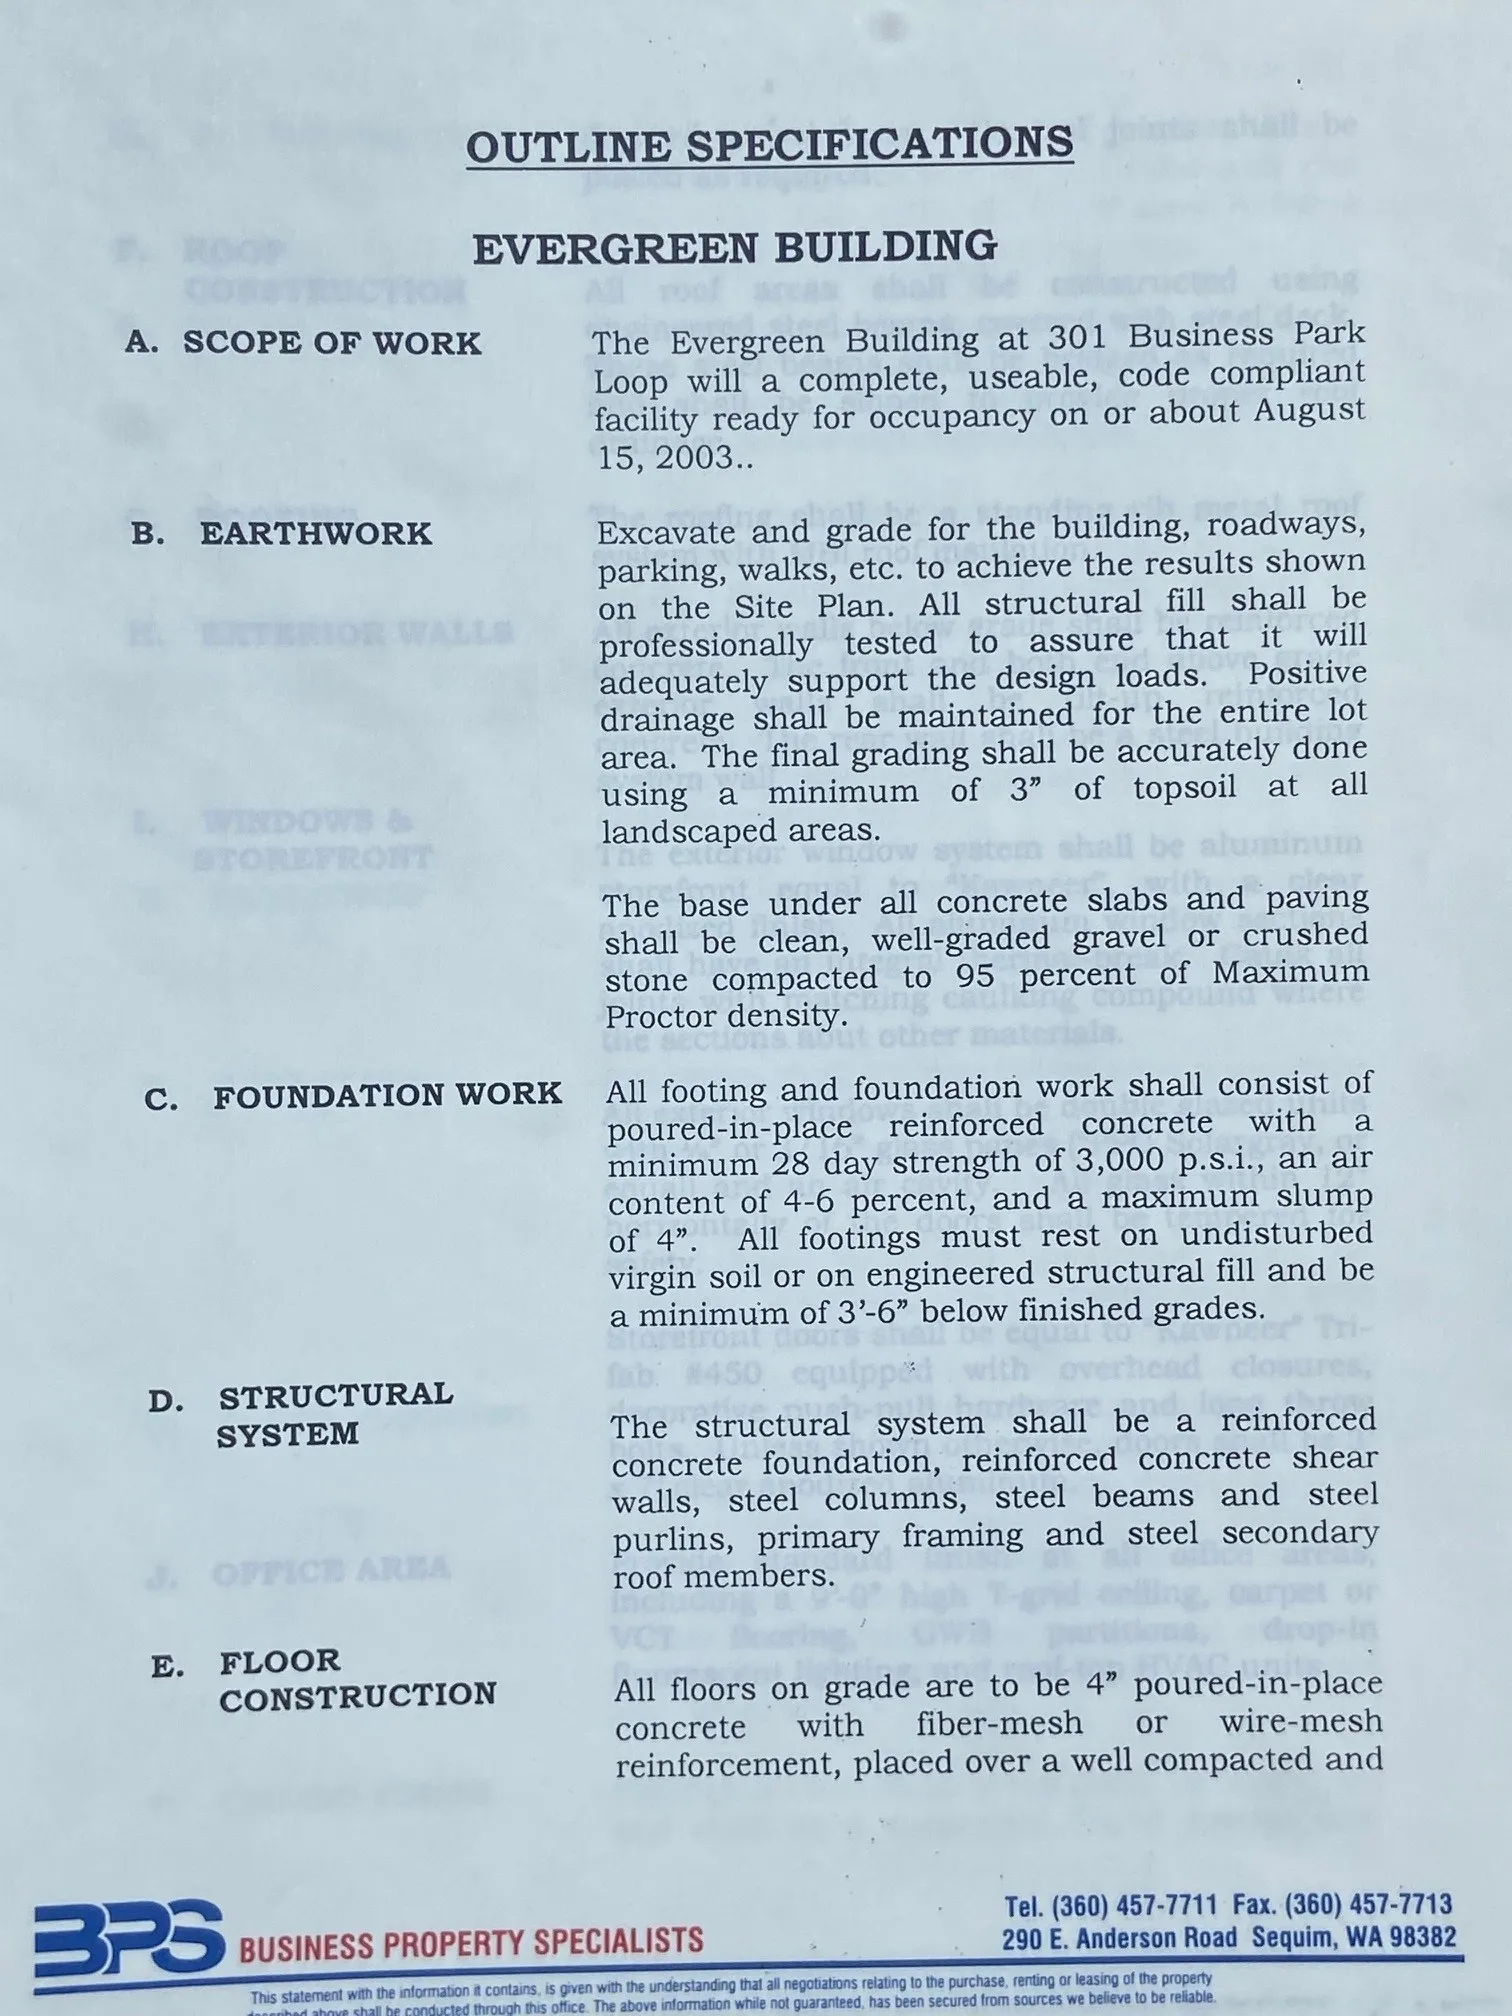 OUTLINE SPECIFICATIONS
EVERGREEN BUILDING
A. SCOPE OF WORK
The Evergreen Building at 301 Business Park
Loop will a complete, useable, code compliant
facility ready for occupancy on or about August
15, 2003..
B. EARTHWORK
Excavate and grade for the building, roadways,
parking, walks, etc. to achieve the results shown
on the Site Plan. All structural fill shall be
professionally tested to assure that it will
adequately support the design loads. Positive
drainage shall be maintained for the entire lot
area. The final grading shall be accurately done
using a minimum of 3” of topsoil at all
landscaped areas.
The base under all concrete slabs and paving
shall be clean, well-graded gravel or crushed
stone compacted to 95 percent of Maximum
Proctor density.
C. FOUNDATION WORK
All footing and foundation work shall consist of
poured-in-place reinforced concrete with a
minimum 28 day strength of 3,000 p.s.i., an air
content of 4-6 percent, and a maximum slump
of 4”. All footings must rest on undisturbed
virgin soil or on engineered structural fill and be
a minimum of 3’-6” below finished grades.
D. STRUCTURAL
SYSTEM
The structural system shall be a reinforced
concrete foundation, reinforced concrete shear
walls, steel columns, steel beams and steel
purlins, primary framing and steel secondary
roof members.
E. FLOOR
CONSTRUCTION
All floors on grade are to be 4” poured-in-place
concrete with fiber-mesh or wire-mesh
reinforcement, placed over a well compacted and
BPS BUSINESS PROPERTY SPECIALISTS
Tel. (360) 457-7711 Fax. (360) 457-7713
290 E. Anderson Road Sequim, WA 98382
This statement with the information it contains, is given with the understanding that all negotiations relating to the purchase, renting or leasing of the property
described above shall be conducted through this office. The above information while not guaranteed, has been secured from sources we believe to be reliable.